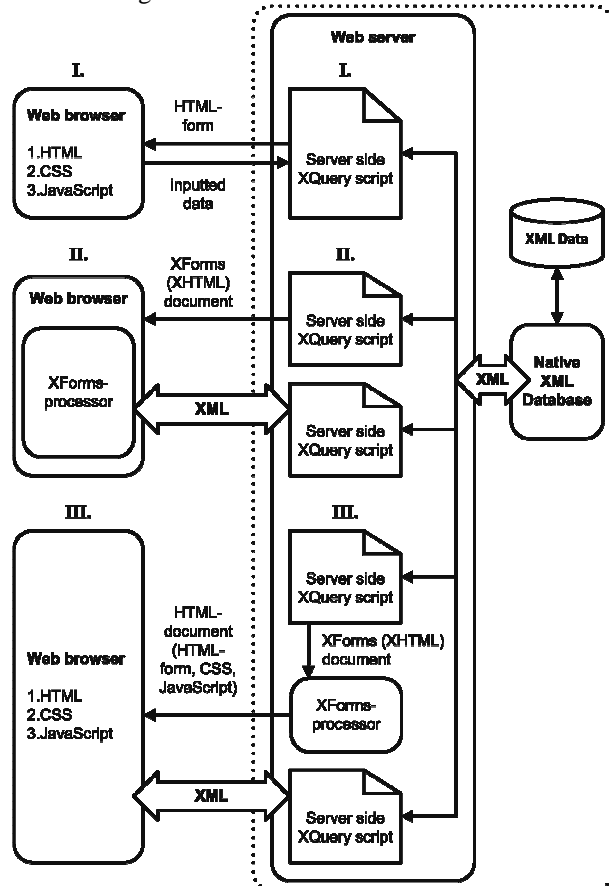 Web server
I.
I.
Web browser
1.HTML
2.CSS
3.JavaScript
HTML-
form
Inputted
data
Server side
XQuery script
XML Data
II.
II.
Web browser
XForms-
processor
XForms
(XHTML)
document
Server side
XQuery script
XML
Server side
XQuery script
XML
Native
XML
Database
III.
III.
Web browser
1.HTML
2.CSS
3.JavaScript
HTML-
document
(HTML-
form, CSS,
JavaScript)
Server side
XQuery script
XForms (XHTML)
document
XForms-
processor
XML
Server side
XQuery script